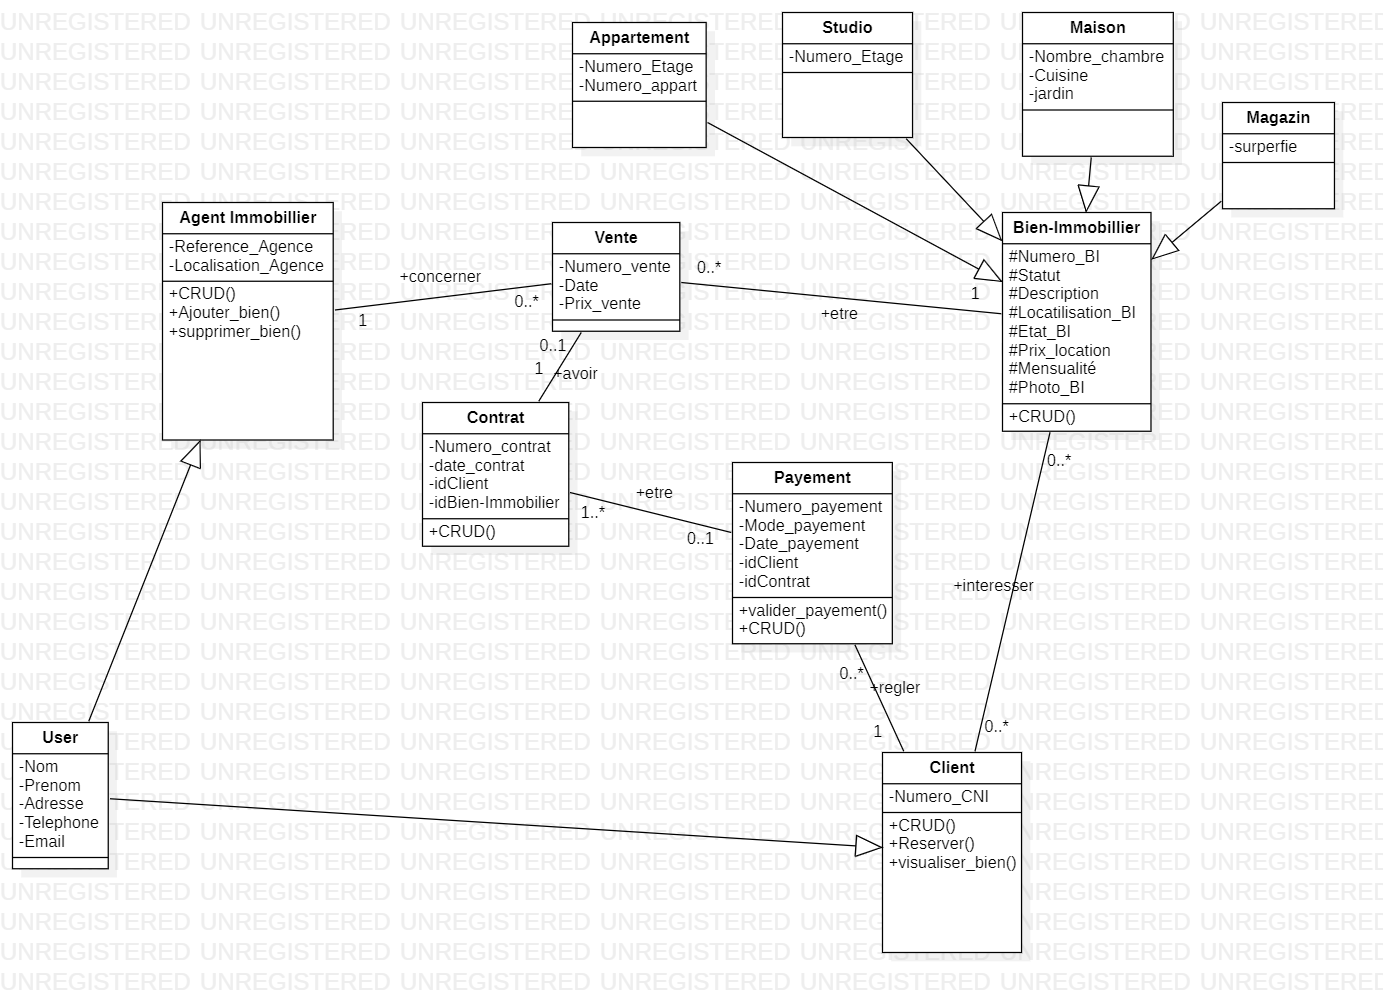 Appartement
-Numero_Etage
-Numero_appart
Studio
-Numero_Etage
Maison
-Nombre_chambre
-Cuisine
-jardin
Magazin
-surperfie
Agent Immobillier
-Reference_Agence
-Localisation_Agence
+CRUD()
+Ajouter_bien()
+supprimer_bien()
+concerner
1
0..*
Vente
-Numero_vente
-Date
-Prix_vente
0..*
+etre
1
Bien-Immobillier
#Numero_BI
#Statut
#Description
#Locatilisation_BI
#Etat_BI
#Prix_location
#Mensualité
#Photo_BI
+CRUD()
0..1
1
+avoir
Contrat
-Numero_contrat
-date_contrat
-idClient
-idBien-Immobilier
+CRUD()
+etre
1..*
0..1
Payement
-Numero_payement
-Mode_payement
-Date_payement
-idClient
-idContrat
+valider_payement()
+CRUD()
0..*
+interesser
0..*
0..*
+regler
1
User
-Nom
-Prenom
-Adresse
-Telephone
-Email
Client
-Numero_CNI
+CRUD()
+Reserver()
+visualiser_bien()
UNREGISTERED